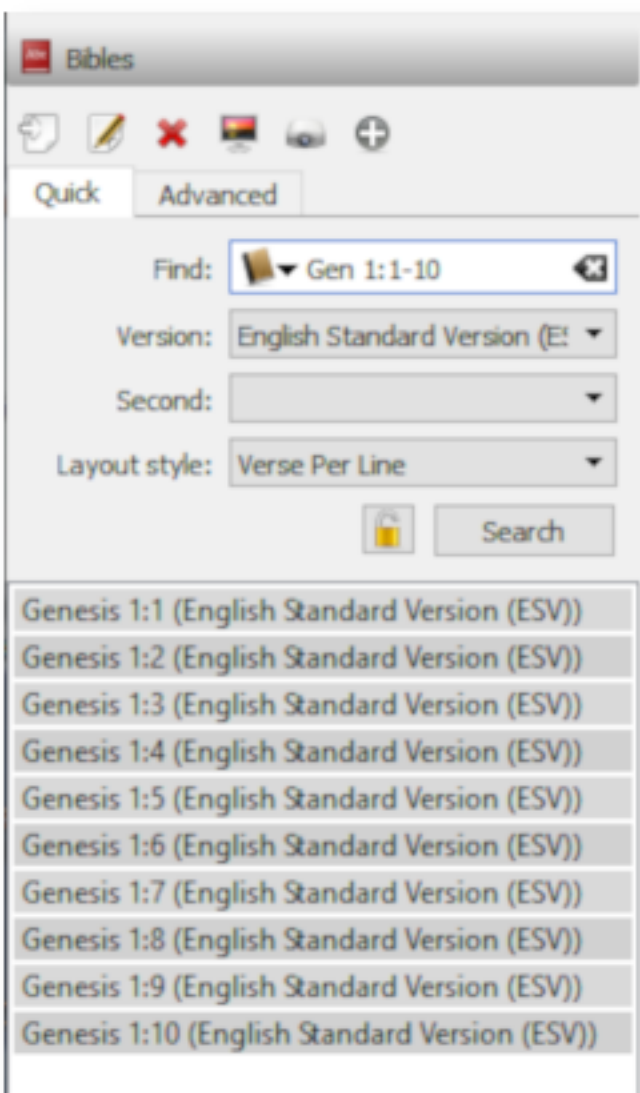 Bibles
Quick Advanced
Find: Gen 1:1-10
Version: English Standard Version (E
Second:
Layout style: Verse Per Line
Search
Genesis 1:1 (English Standard Version (ESV))
Genesis 1:2 (English Standard Version (ESV))
Genesis 1:3 (English Standard Version (ESV))
Genesis 1:4 (English Standard Version (ESV))
Genesis 1:5 (English Standard Version (ESV))
Genesis 1:6 (English Standard Version (ESV))
Genesis 1:7 (English Standard Version (ESV))
Genesis 1:8 (English Standard Version (ESV))
Genesis 1:9 (English Standard Version (ESV))
Genesis 1:10 (English Standard Version (ESV))